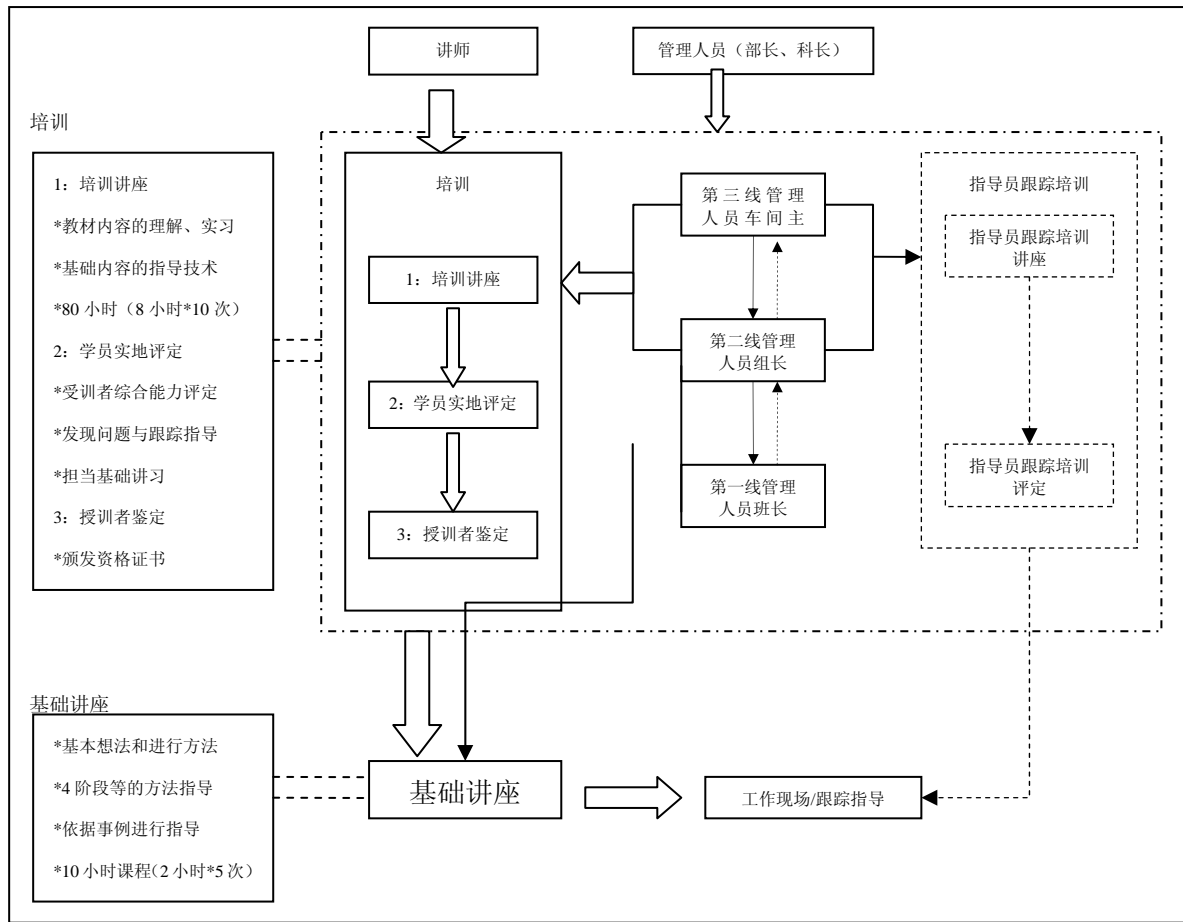 讲师
管理人员（部长、科长）
培训
1：培训讲座
*教材内容的理解、实习
*基础内容的指导技术
*80 小时（8 小时*10 次）
2：学员实地评定
*受训者综合能力评定
*发现问题与跟踪指导
*担当基础讲习
3：授训者鉴定
*颁发资格证书
培训
1：培训讲座
2：学员实地评定
3：授训者鉴定
第三线管理
人员车间主
第二线管理
人员组长
第一线管理
人员班长
指导员跟踪培训
指导员跟踪培训
讲座
指导员跟踪培训
评定
基础讲座
*基本想法和进行方法
*4 阶段等的方法指导
*依据事例进行指导
*10 小时课程（2 小时*5 次）
基础讲座
工作现场/跟踪指导